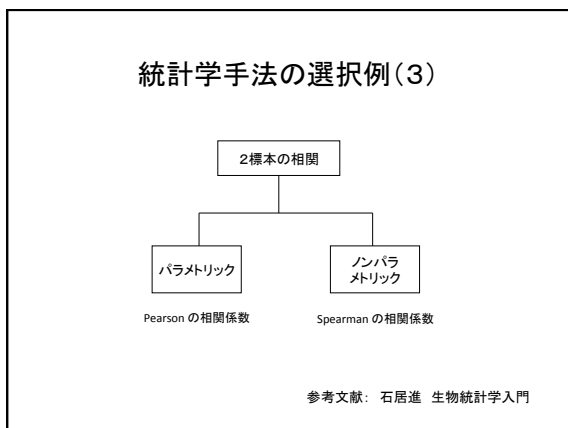 統計学手法の選択例(３)
２標本の相関
パラメトリック
ノンパラ
メトリック
Pearson の相関係数
Spearman の相関係数
参考文献： 石居進 生物統計学入門